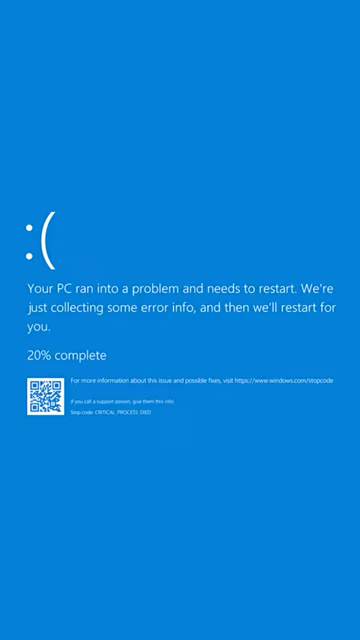 :(
Your PC ran into a problem and needs to restart. We're
just collecting some error info, and then we'll restart for
you.
20% complete
For more information about this issue and possible fixes, visit https://www.windows.com/stopcode
If you call a support person, give them this info:
Stop code: CRITICAL_PROCESS_DIED